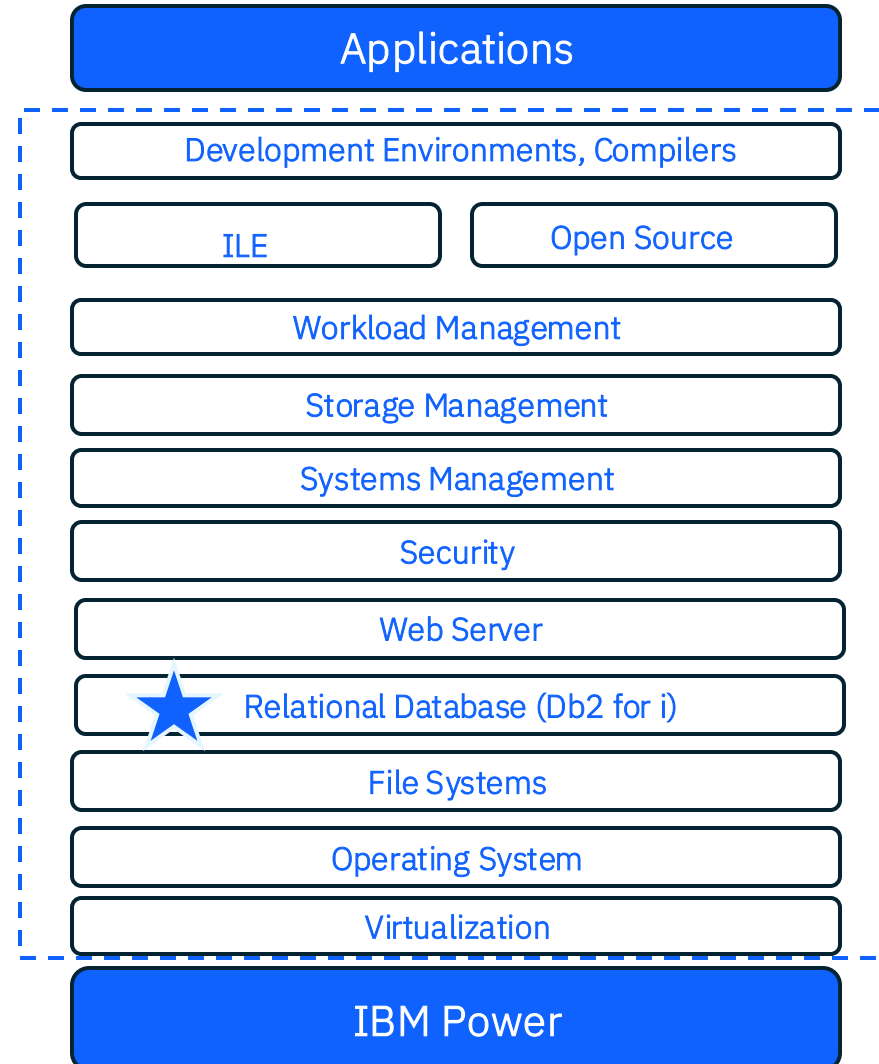 Applications
Development Environments, Compilers
ILE
Open Source
Workload Management
Storage Management
Systems Management
Security
Web Server
Relational Database (Db2 for i)
File Systems
Operating System
Virtualization
IBM Power